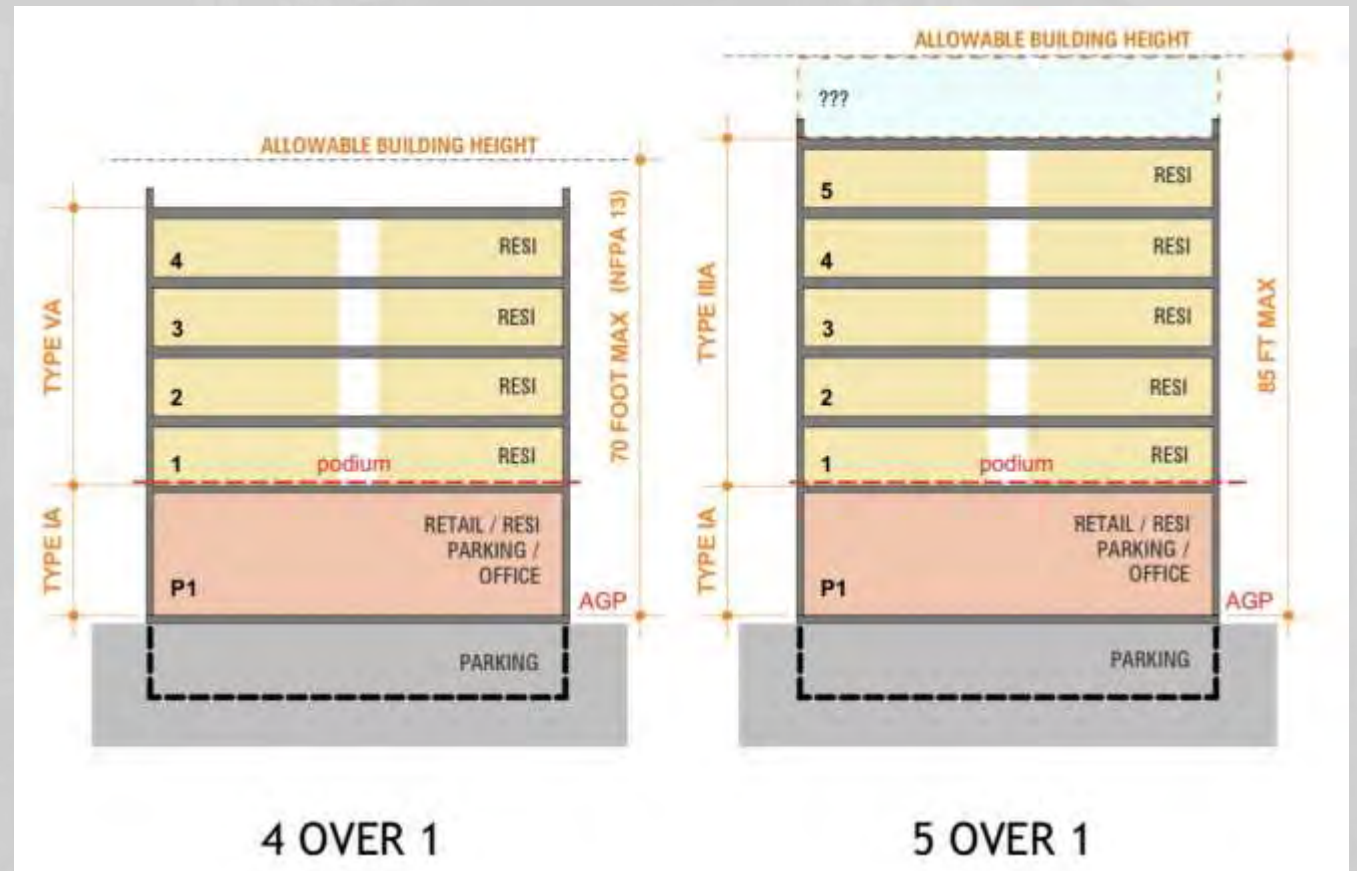 ALLOWABLE BUILDING HEIGHT
4 RESI
3 RESI
2 RESI
1 podium RESI
RETAIL / RESI
PARKING /
OFFICE
P1
AGP
PARKING
TYPE VA
TYPE IA
70 FOOT MAX (NFPA 13)
4 OVER 1
ALLOWABLE BUILDING HEIGHT
???
5 RESI
4 RESI
3 RESI
2 RESI
1 podium RESI
RETAIL / RESI
PARKING /
OFFICE
P1
AGP
PARKING
TYPE IIIA
TYPE IA
85 FT MAX
5 OVER 1